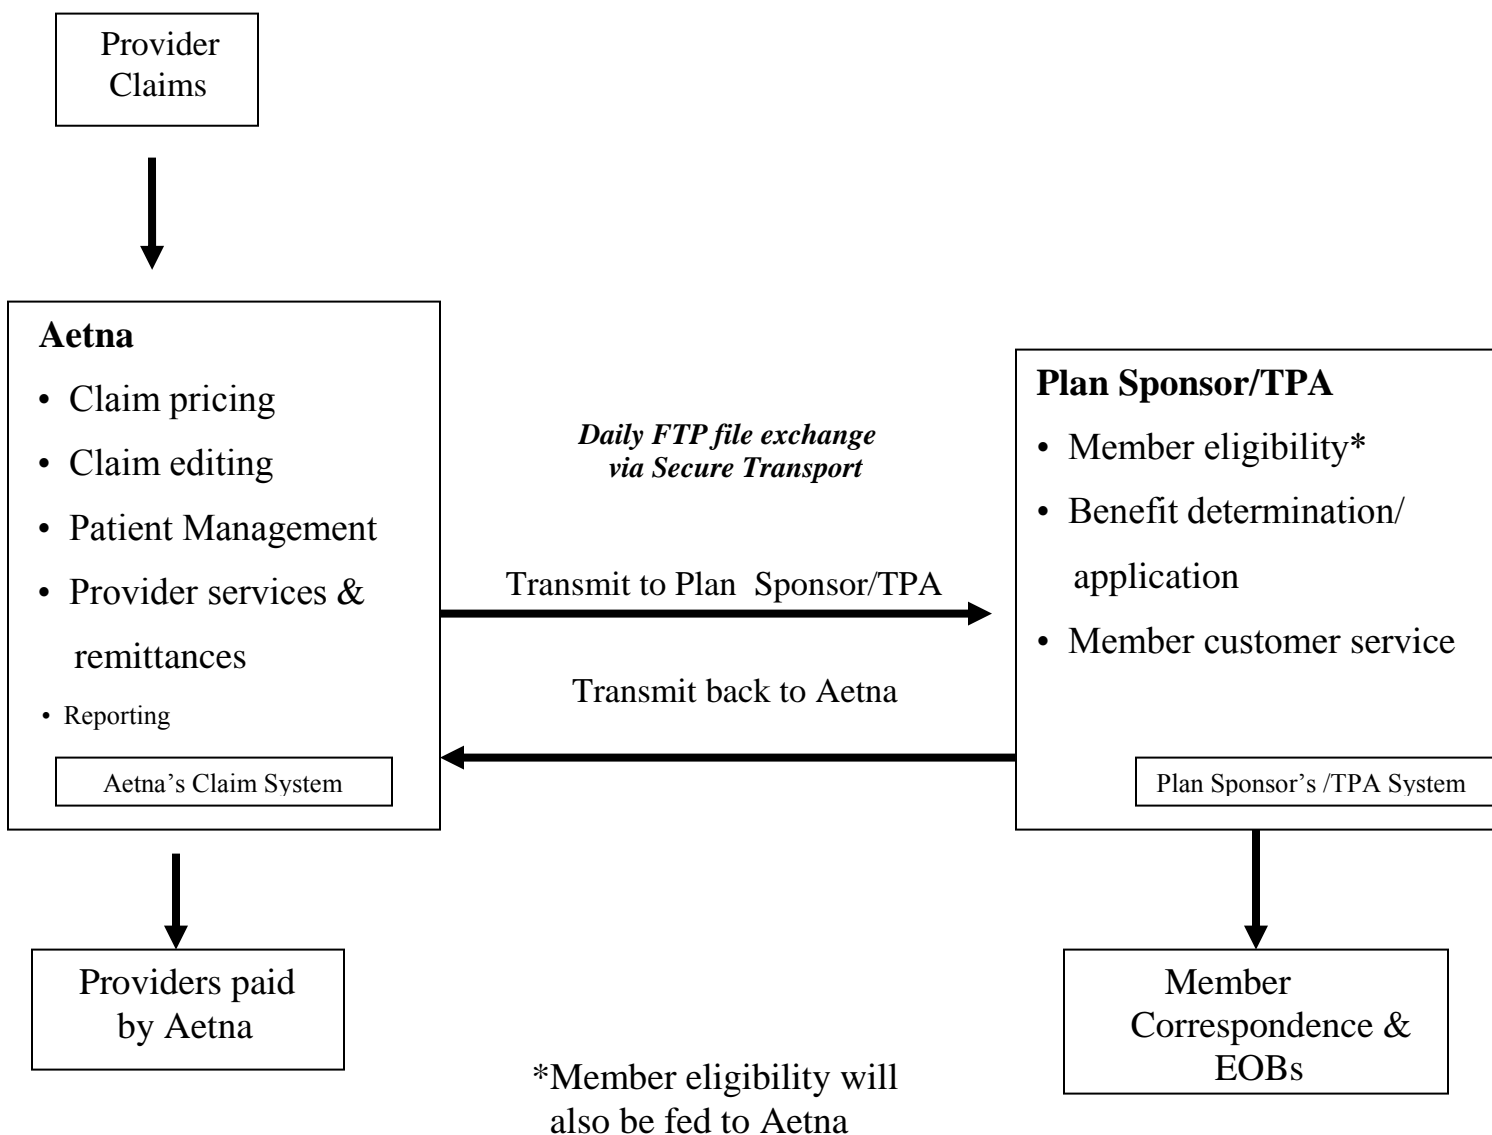 Provider
Claims
Aetna
• Claim pricing
• Claim editing
• Patient Management
• Provider services &
remittances
• Reporting
Aetna’s Claim System
Daily FTP file exchange
via Secure Transport
Transmit to Plan Sponsor/TPA
Transmit back to Aetna
Plan Sponsor/TPA
• Member eligibility*
• Benefit determination/
application
• Member customer service
Plan Sponsor’s /TPA System
Providers paid
by Aetna
Member
Correspondence &
EOBs
*Member eligibility will
also be fed to Aetna